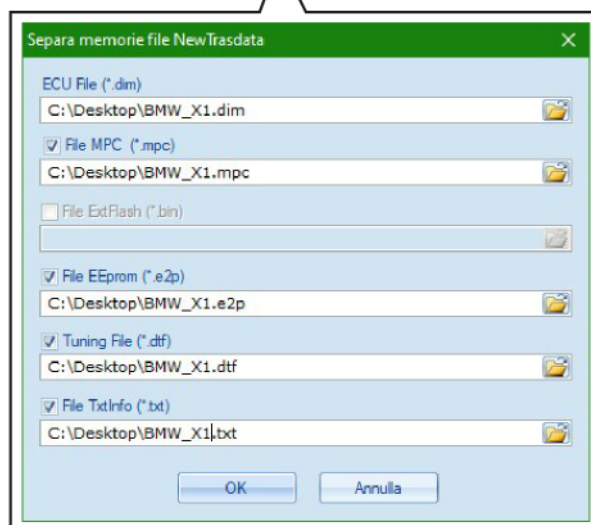 Separa memorie file NewTrasdata
ECU File (*.dim)
C:\Desktop\BMW_X1.dim
File MPC (*.mpc)
C:\Desktop\BMW_X1.mpc
File ExtFlash (*.bin)
File EEprom (*.e2p)
C:\Desktop\BMW_X1.e2p
Tuning File (*.dtf)
C:\Desktop\BMW_X1.dtf
File TxtInfo (*.txt)
C:\Desktop\BMW_X1.txt
OK Annulla